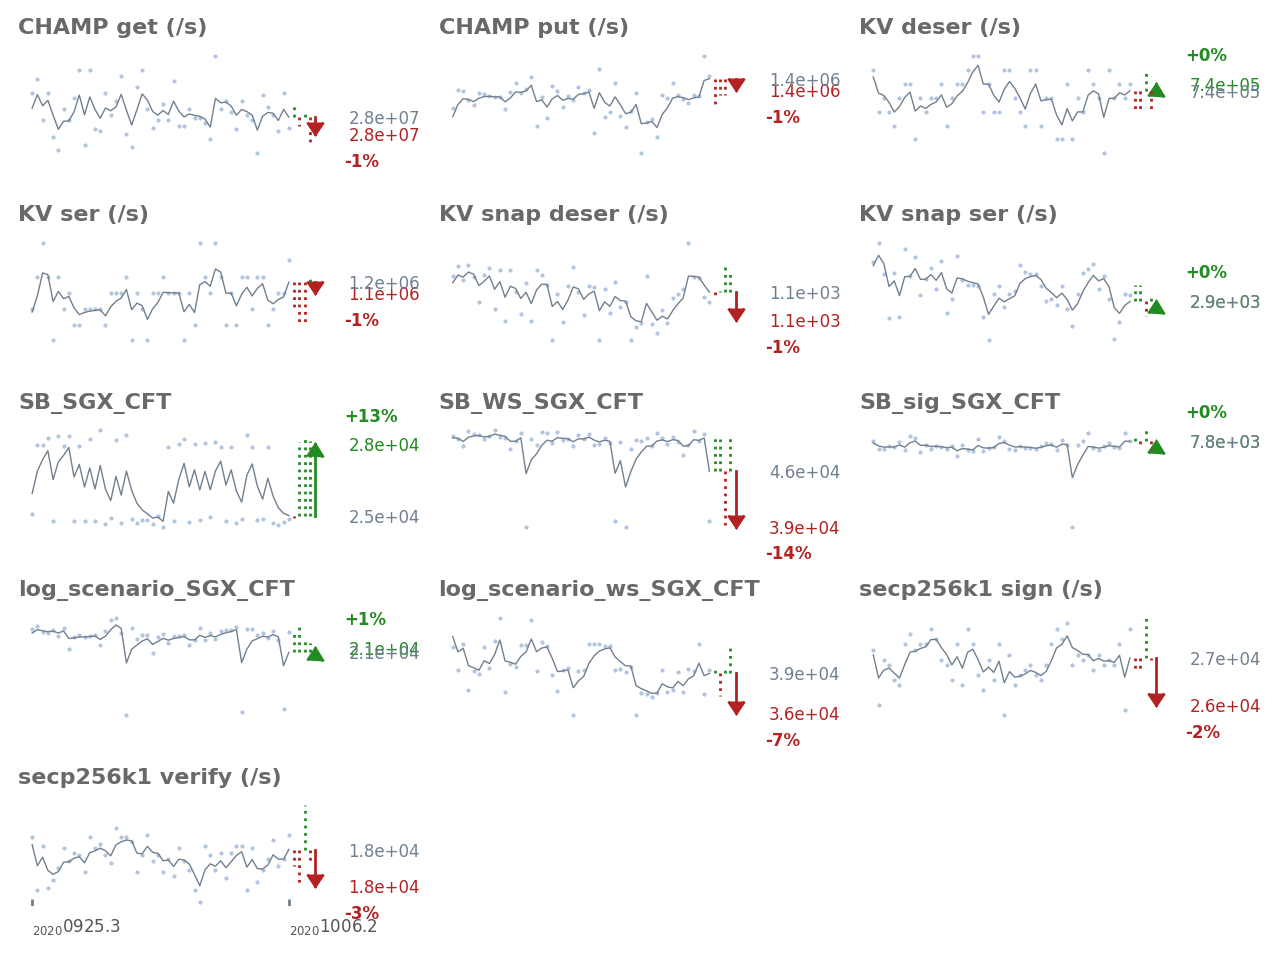 CHAMP get (/s)
2.8e+07
2.8e+07
-1%
CHAMP put (/s)
1.4e+06
1.4e+06
-1%
KV deser (/s)
+0%
7.4e+05
7.4e+05
KV ser (/s)
1.2e+06
1.1e+06
-1%
KV snap deser (/s)
1.1e+03
1.1e+03
-1%
KV snap ser (/s)
+0%
2.9e+03
SB_SGX_CFT
+13%
2.8e+04
2.5e+04
SB_WS_SGX_CFT
4.6e+04
3.9e+04
-14%
SB_sig_SGX_CFT
+0%
7.8e+03
log_scenario_SGX_CFT
+1%
2.1e+04
2.1e+04
log_scenario_ws_SGX_CFT
3.9e+04
3.6e+04
-7%
secp256k1 sign (/s)
2.7e+04
2.6e+04
-2%
secp256k1 verify (/s)
1.8e+04
1.8e+04
-3%
20200925.3
20201006.2